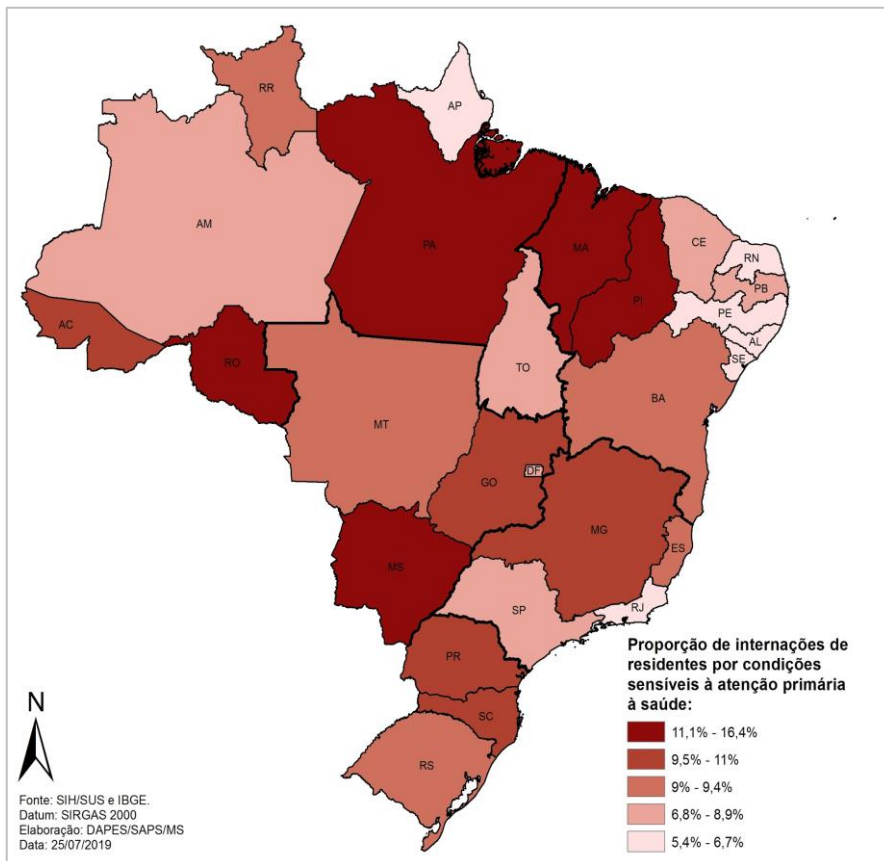 RR
AP
AM
PA
MA
CE
RN
PB
PI
PE
AL
SE
AC
RO
TO
BA
MT
GO
DF
MG
ES
MS
SP
RJ
PR
SC
RS
Proporção de internações de
residentes por condições
sensíveis à atenção primária
à saúde:
11,1% - 16,4%
9,5% - 11%
9% - 9,4%
6,8% - 8,9%
5,4% - 6,7%
N
Fonte: SIH/SUS e IBGE.
Datum: SIRGAS 2000
Elaboração: DAPES/SAPS/MS
Data: 25/07/2019